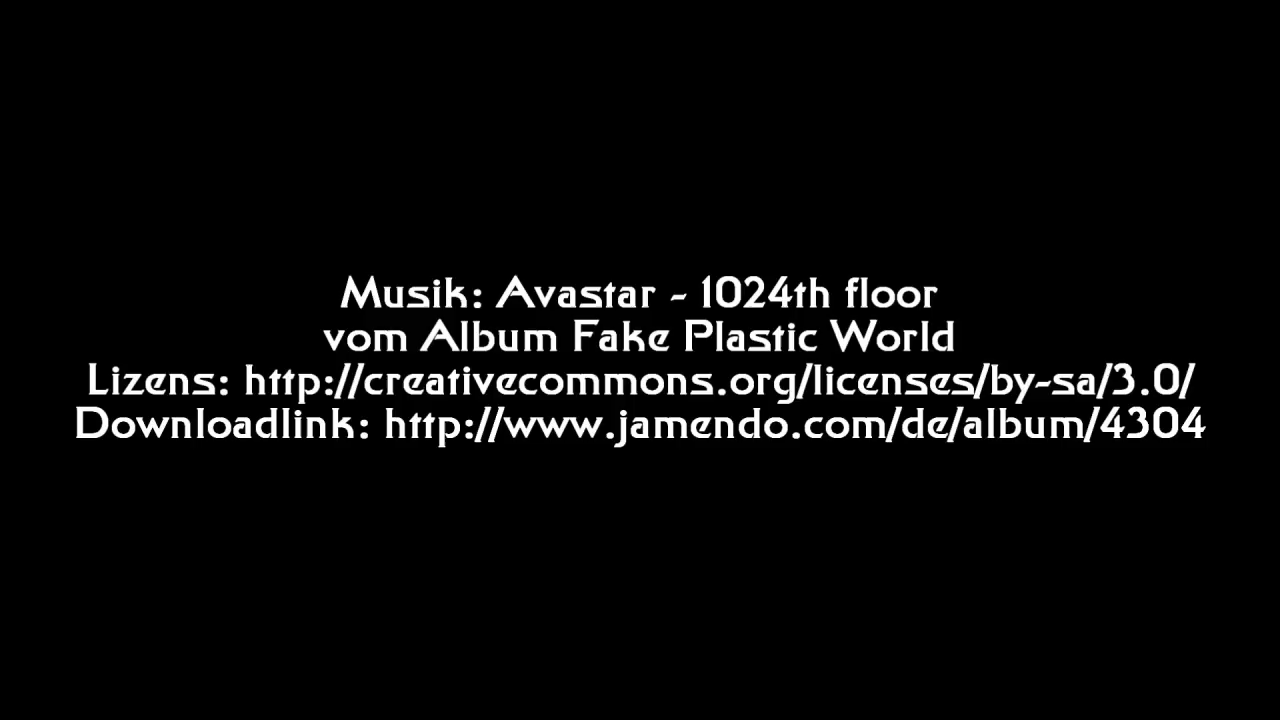 Musik: Avastar - 1024th floor
vom Album Fake Plastic World
Lizens: http://creativecommons.org/licenses/by-sa/3.0/
Downloadlink: http://www.jamendo.com/de/album/4304